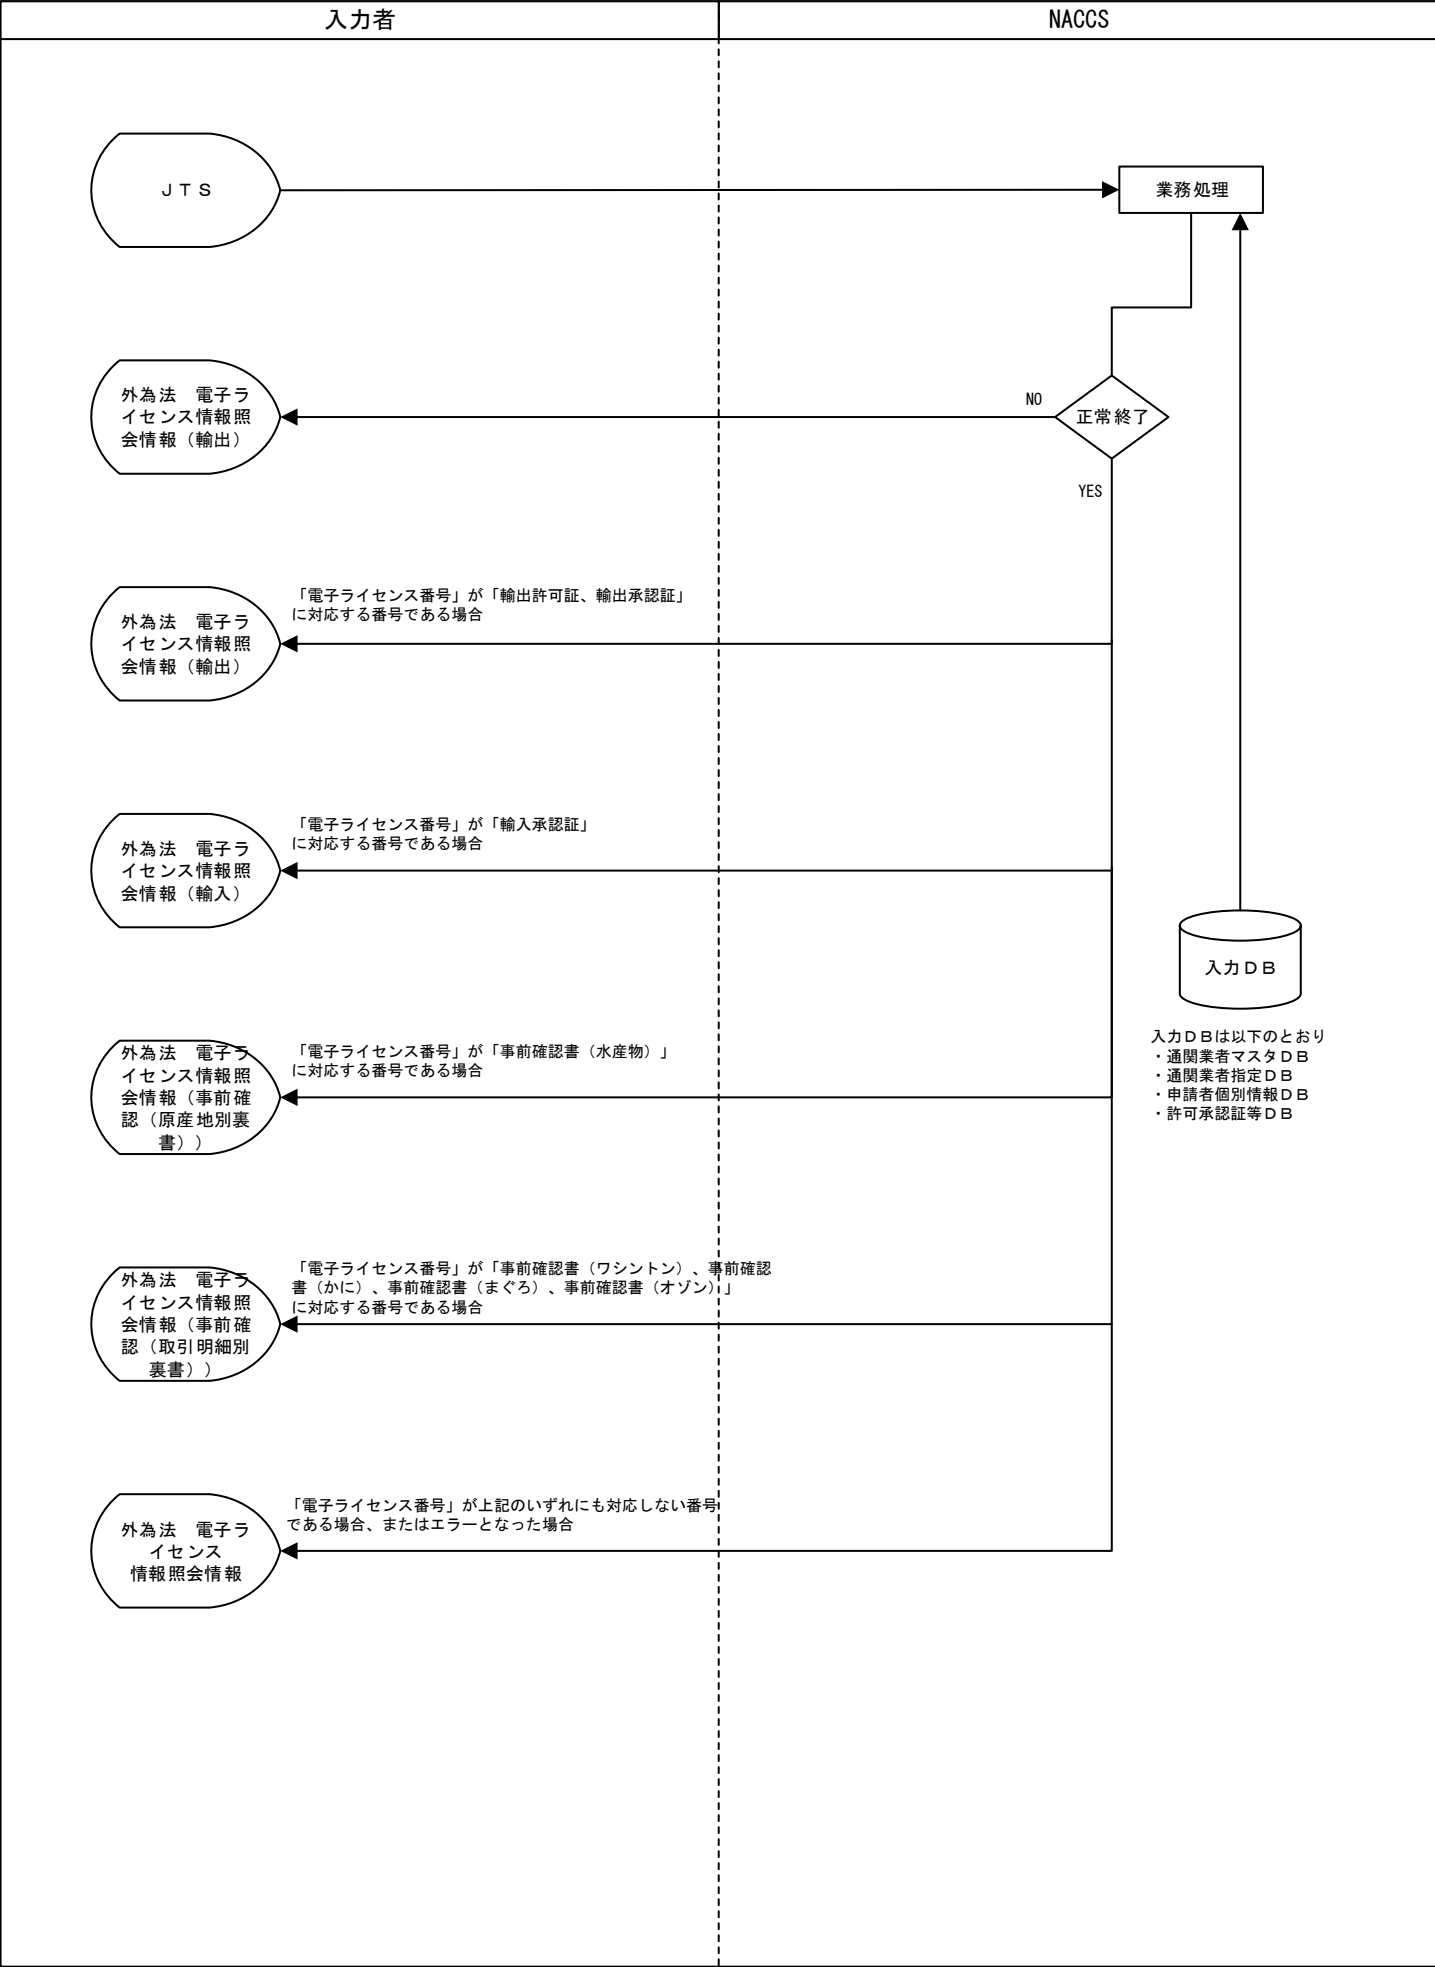 入力者
NACCS
ＪＴＳ
業務処理
外為法　電子ラ
イセンス情報照
会情報（輸出）
NO
正常終了
YES
「電子ライセンス番号」が「輸出許可証、輸出承認証」
に対応する番号である場合
外為法　電子ラ
イセンス情報照
会情報（輸出）
「電子ライセンス番号」が「輸入承認証」
に対応する番号である場合
外為法　電子ラ
イセンス情報照
会情報（輸入）
入力ＤＢ
入力ＤＢは以下のとおり
・通関業者マスタＤＢ
・通関業者指定ＤＢ
・申請者個別情報ＤＢ
・許可承認証等ＤＢ
「電子ライセンス番号」が「事前確認書（水産物）」
に対応する番号である場合
外為法　電子ラ
イセンス情報照
会情報（事前確
認（原産地別裏
書））
「電子ライセンス番号」が「事前確認書（ワシントン）、事前確認
書（かに）、事前確認書（まぐろ）、事前確認書（オゾン）」
に対応する番号である場合
外為法　電子ラ
イセンス情報照
会情報（事前確
認（取引明細別
裏書））
「電子ライセンス番号」が上記のいずれにも対応しない番号
である場合、またはエラーとなった場合
外為法　電子ラ
イセンス
情報照会情報